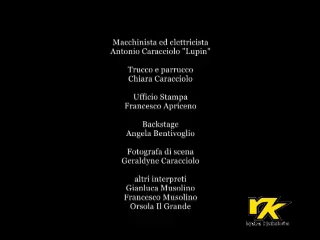 Macchinista ed elettricista
Antonio Caracciolo "Lupin"
Trucco e parrucco
Chiara Caracciolo
Ufficio Stampa
Francesco Apriceno
Backstage
Angela Bentivoglio
Fotografa di scena
Geraldyne Caracciolo
altri interpreti
Gianluca Musolino
Francesco Musolino
Orsola Il Grande